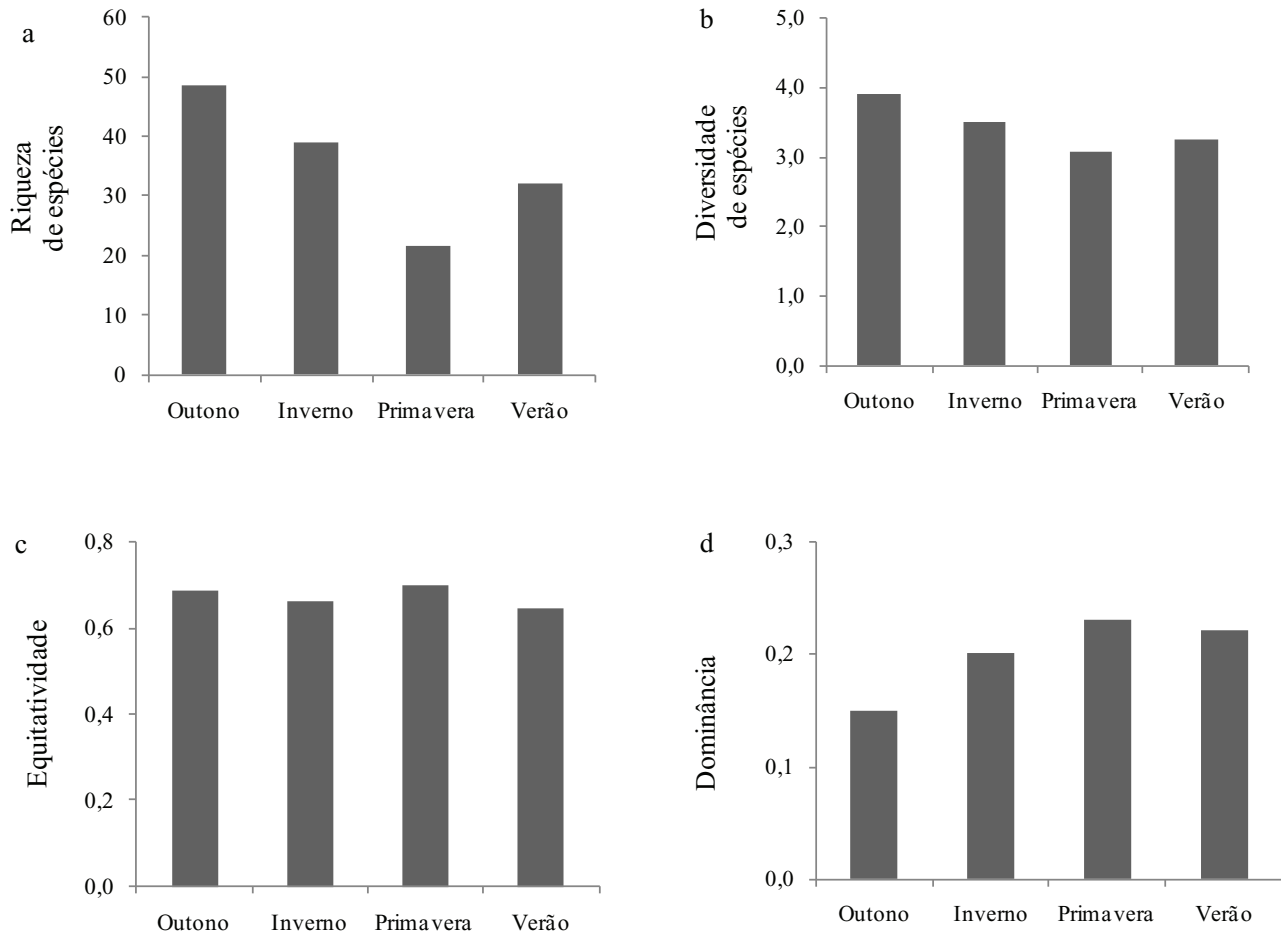 a
Riqueza
de espécies
60
50
40
30
20
10
0
Outono Inverno Primavera Verão
b
Diversidade
de espécies
5,0
4,0
3,0
2,0
1,0
0,0
Outono Inverno Primavera Verão
c
Equitatividade
0,8
0,6
0,4
0,2
0,0
Outono Inverno Primavera Verão
d
Dominância
0,3
0,2
0,1
0,0
Outono Inverno Primavera Verão